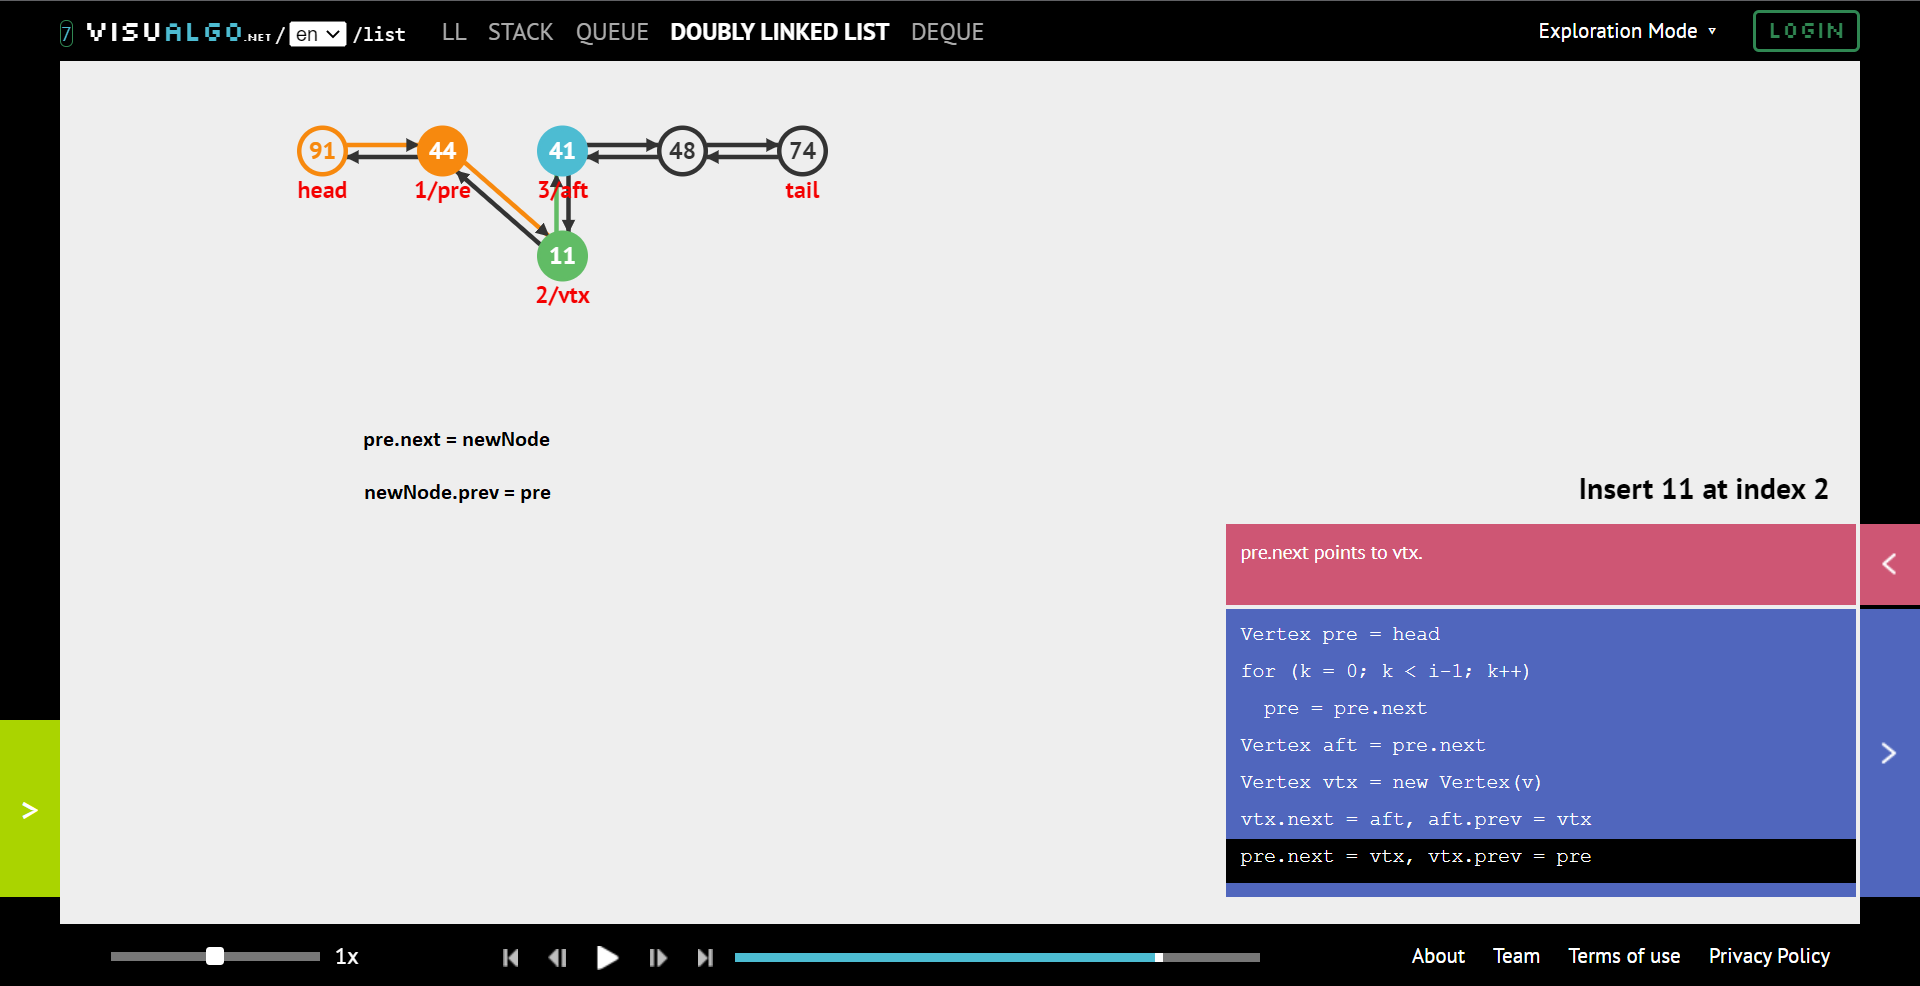 7 VISUALGO.NET / en /list LL STACK QUEUE DOUBLY LINKED LIST DEQUE Exploration Mode ▾ LOGIN
91 44 41 48 74
head 1/pre 3/aft tail
11
2/vtx
pre.next = newNode
newNode.prev = pre
Insert 11 at index 2
pre.next points to vtx.
Vertex pre = head
for (k = 0; k < i-1; k++)
pre = pre.next
Vertex aft = pre.next
Vertex vtx = new Vertex(v)
vtx.next = aft, aft.prev = vtx
pre.next = vtx, vtx.prev = pre
1x About Team Terms of use Privacy Policy